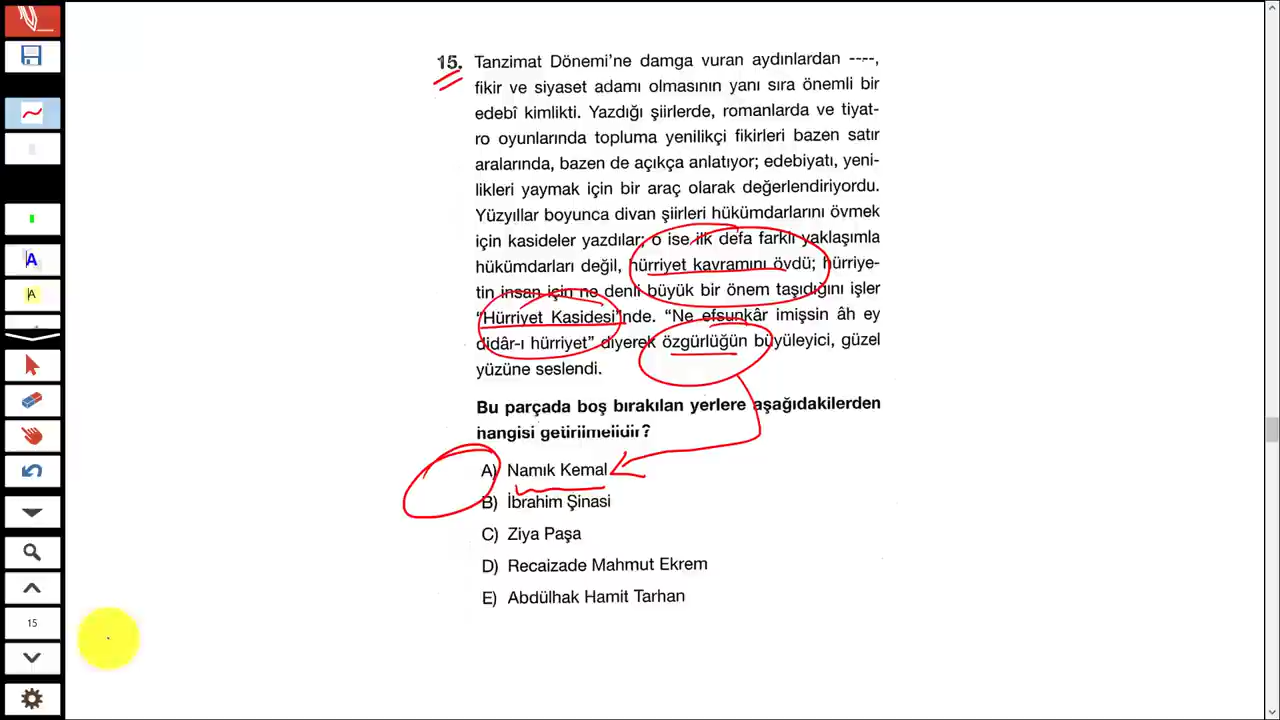 15. Tanzimat Dönemi'ne damga vuran aydınlardan ----,
fikir ve siyaset adamı olmasının yanı sıra önemli bir
edebî kimlikti. Yazdığı şiirlerde, romanlarda ve tiyat-
ro oyunlarında topluma yenilikçi fikirleri bazen satır
aralarında, bazen de açıkça anlatıyor; edebiyatı, yeni-
likleri yaymak için bir araç olarak değerlendiriyordu.
Yüzyıllar boyunca divan şiirleri hükümdarlarını övmek
için kasideler yazdılar; o ise ilk defa farklı yaklaşımla
hükümdarları değil, hürriyet kavramını övdü; hürriye-
tin insan için ne denli büyük bir önem taşıdığını işler
"Hürriyet Kasidesi"nde. "Ne efsunkâr imişsin âh ey
didâr-ı hürriyet" diyerek özgürlüğün büyüleyici, güzel
yüzüne seslendi.
Bu parçada boş bırakılan yerlere aşağıdakilerden
hangisi getirilmelidir?
A) Namık Kemal
B) İbrahim Şinasi
C) Ziya Paşa
D) Recaizade Mahmut Ekrem
E) Abdülhak Hamit Tarhan
A
A
15